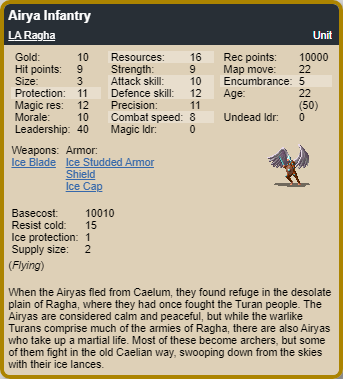 Airya Infantry
LA Ragha Unit
Gold: 10 Resources: 16 Rec points: 10000
Hit points: 9 Strength: 9 Map move: 22
Size: 3 Attack skill: 10 Encumbrance: 5
Protection: 11 Defence skill: 12 Age: 22
Magic res: 12 Precision: 11 (50)
Morale: 10 Combat speed: 8 Undead ldr: 0
Leadership: 40 Magic ldr: 0
Weapons: Armor:
Ice Blade Ice Studded Armor
Shield
Ice Cap
Basecost: 10010
Resist cold: 15
Ice protection: 1
Supply size: 2
(Flying)
When the Airyas fled from Caelum, they found refuge in the desolate
plain of Ragha, where they had once fought the Turan people. The
Airyas are considered calm and peaceful, but while the warlike
Turans comprise much of the armies of Ragha, there are also Airyas
who take up a martial life. Most of these become archers, but some
of them fight in the old Caelian way, swooping down from the skies
with their ice lances.